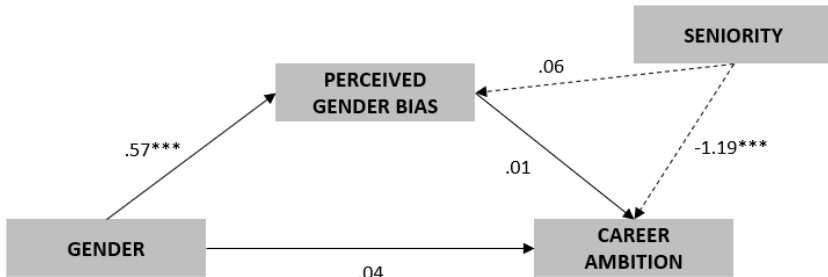 SENIORITY
.06
PERCEIVED
GENDER BIAS
.57***
-1.19***
.01
GENDER
CAREER
AMBITION
.04